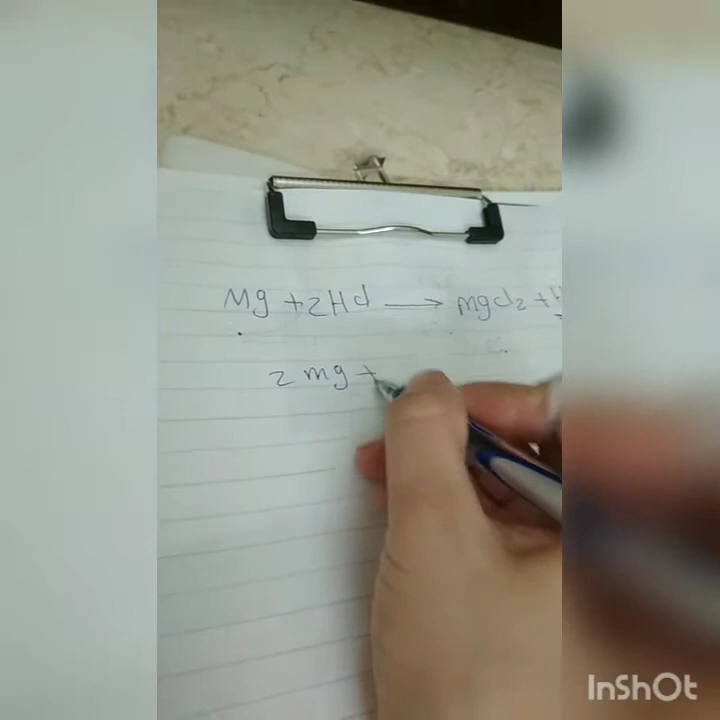 Mg + 2HCl ⟶ mgcl2 + H
2 mg +
InShOt